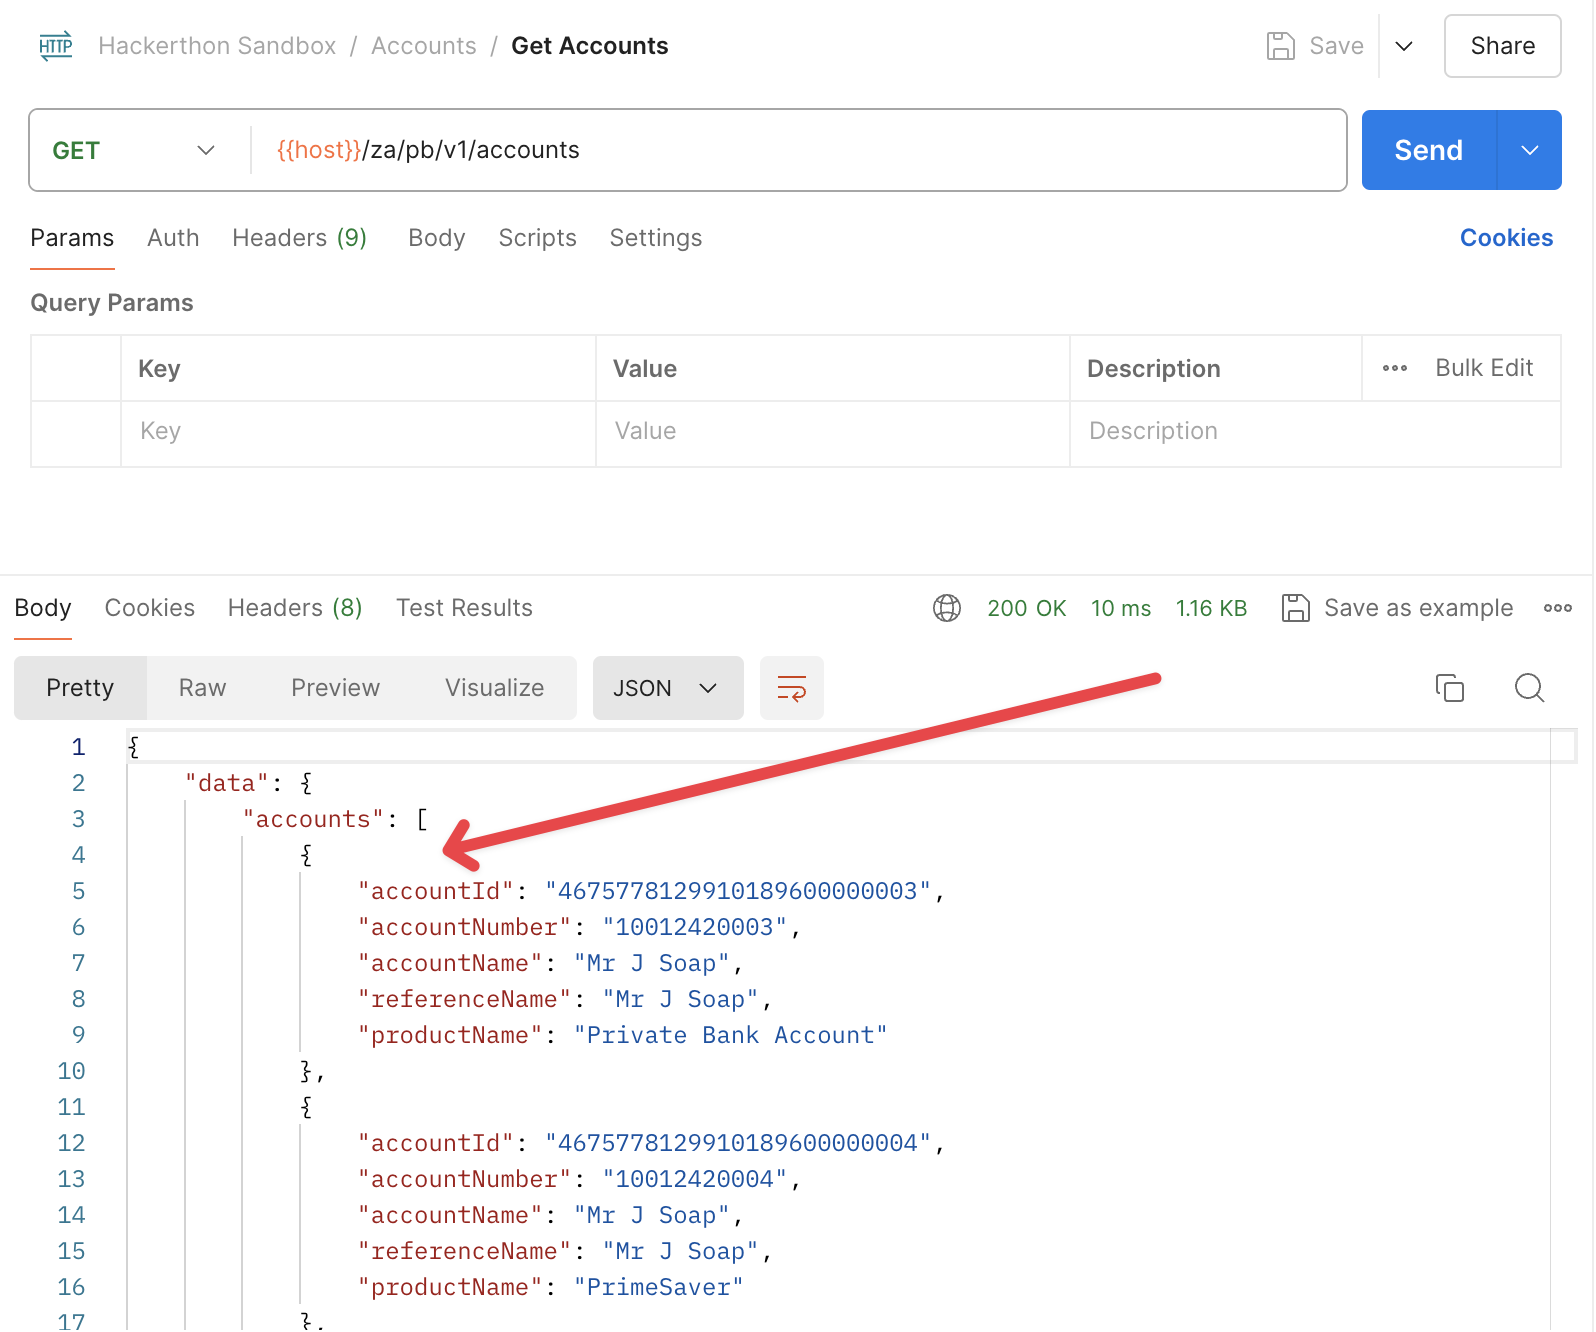 HTTP Hackerthon Sandbox / Accounts / Get Accounts Save Share
GET {{host}}/za/pb/v1/accounts Send
Params Auth Headers (9) Body Scripts Settings Cookies
Query Params
Key Value Description Bulk Edit
Key Value Description
Body Cookies Headers (8) Test Results 200 OK 10 ms 1.16 KB Save as example
Pretty Raw Preview Visualize JSON
1 {
2 "data": {
3 "accounts": [
4 {
5 "accountId": "4675778129910189600000003",
6 "accountNumber": "10012420003",
7 "accountName": "Mr J Soap",
8 "referenceName": "Mr J Soap",
9 "productName": "Private Bank Account"
10 },
11 {
12 "accountId": "4675778129910189600000004",
13 "accountNumber": "10012420004",
14 "accountName": "Mr J Soap",
15 "referenceName": "Mr J Soap",
16 "productName": "PrimeSaver"
17 },